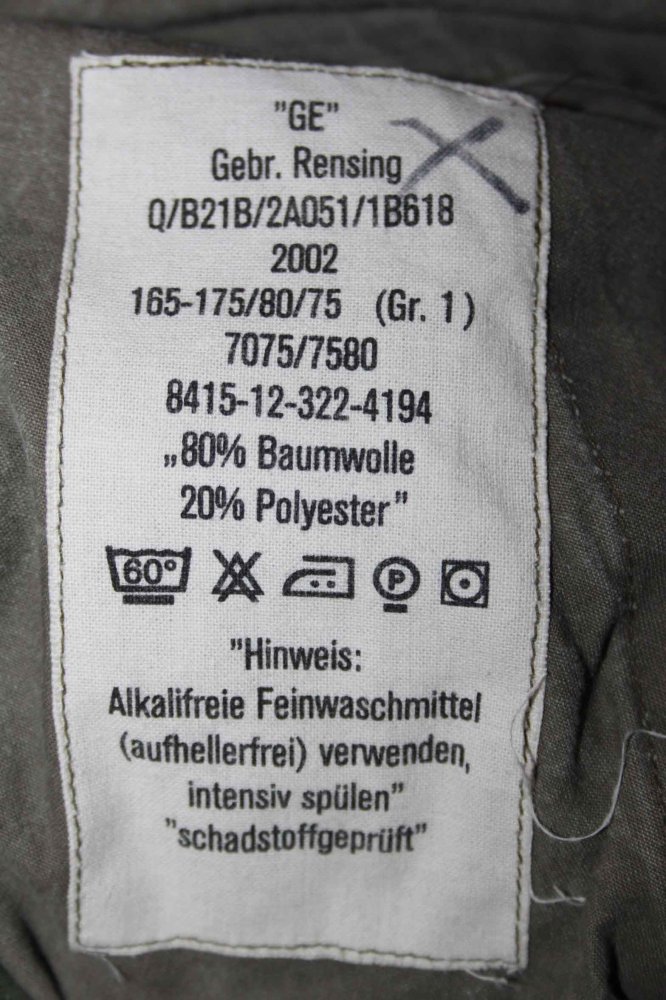 "GE"
Gebr. Rensing
Q/B21B/2A051/1B618
2002
165-175/80/75 (Gr. 1)
7075/7580
8415-12-322-4194
„80% Baumwolle
20% Polyester"
60° P
"Hinweis:
Alkalifreie Feinwaschmittel
(aufhellerfrei) verwenden,
intensiv spülen"
"schadstoffgeprüft"